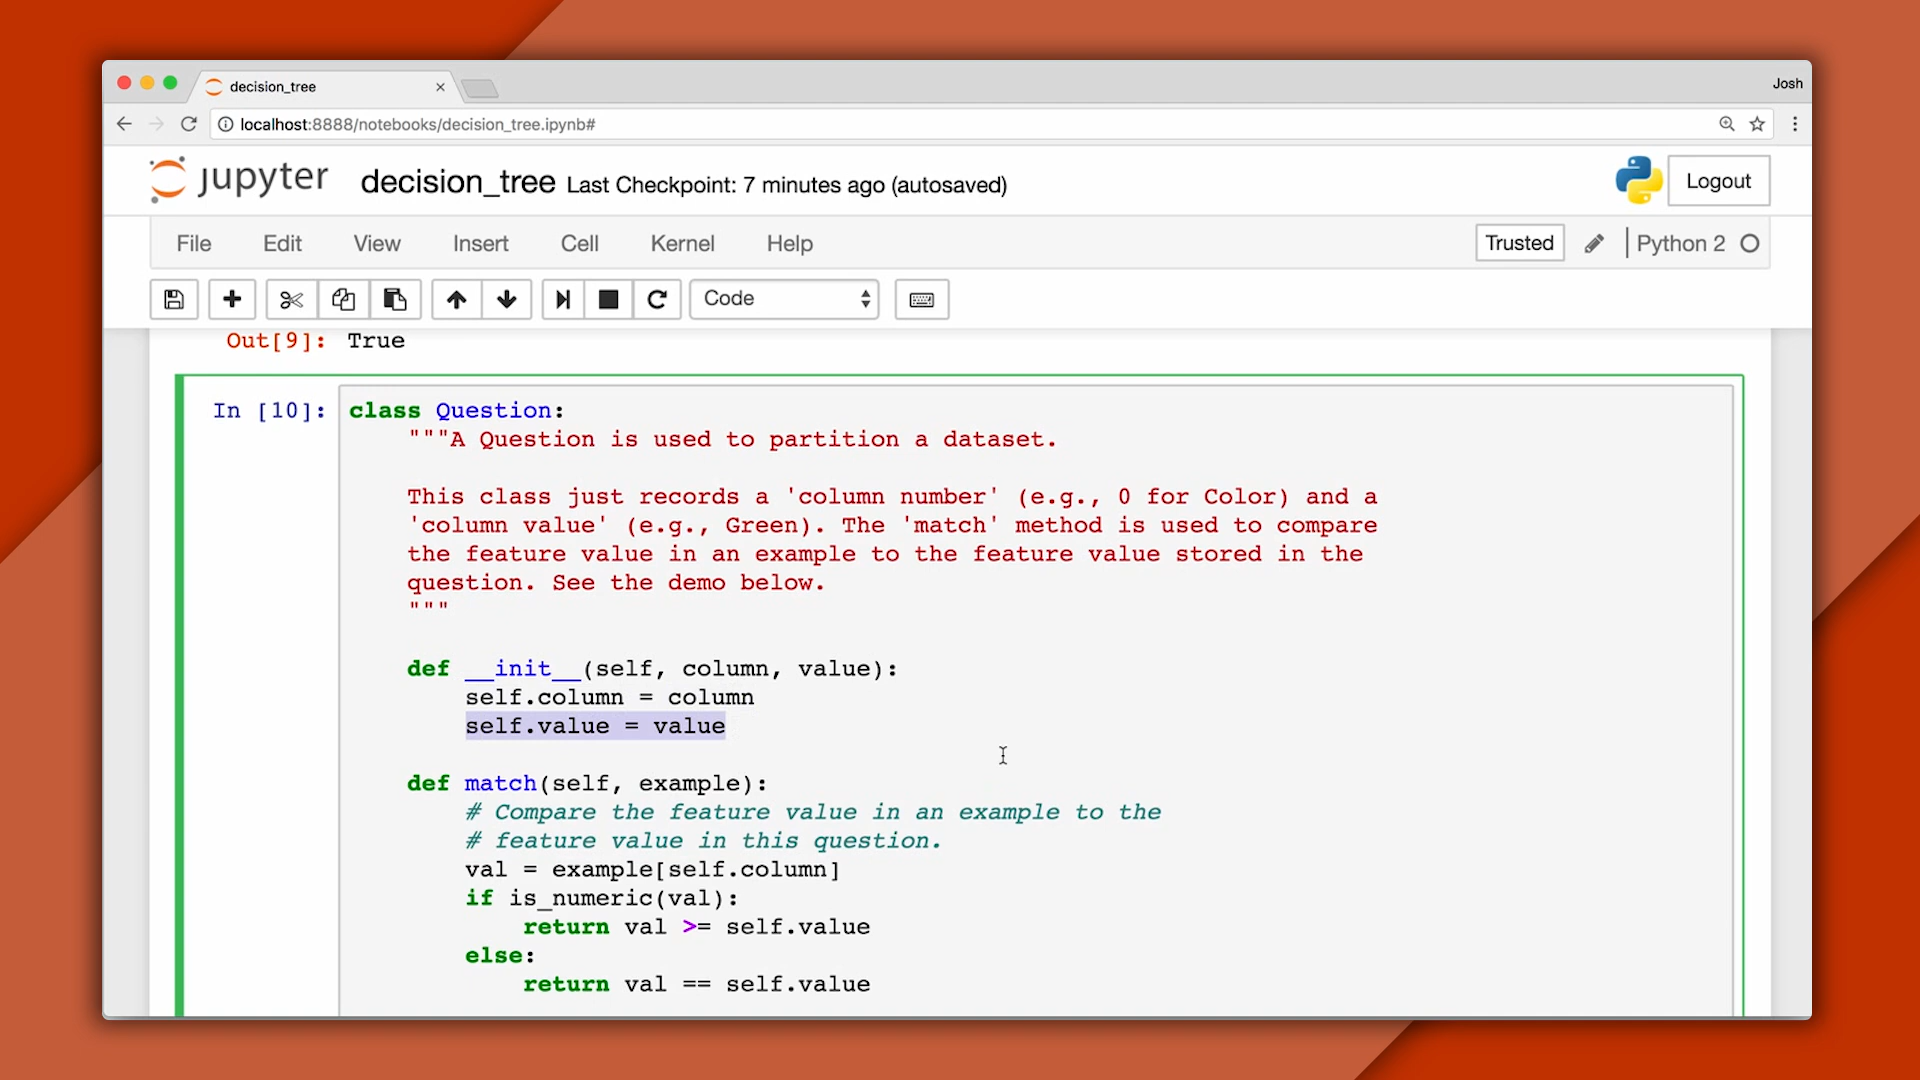 decision_tree
Josh
localhost:8888/notebooks/decision_tree.ipynb#
jupyter decision_tree Last Checkpoint: 7 minutes ago (autosaved) Logout
File Edit View Insert Cell Kernel Help Trusted Python 2
Code
Out[9]: True
In [10]: class Question:
"""A Question is used to partition a dataset.
This class just records a 'column number' (e.g., 0 for Color) and a
'column value' (e.g., Green). The 'match' method is used to compare
the feature value in an example to the feature value stored in the
question. See the demo below.
"""
def __init__(self, column, value):
self.column = column
self.value = value
def match(self, example):
# Compare the feature value in an example to the
# feature value in this question.
val = example[self.column]
if is_numeric(val):
return val >= self.value
else:
return val == self.value